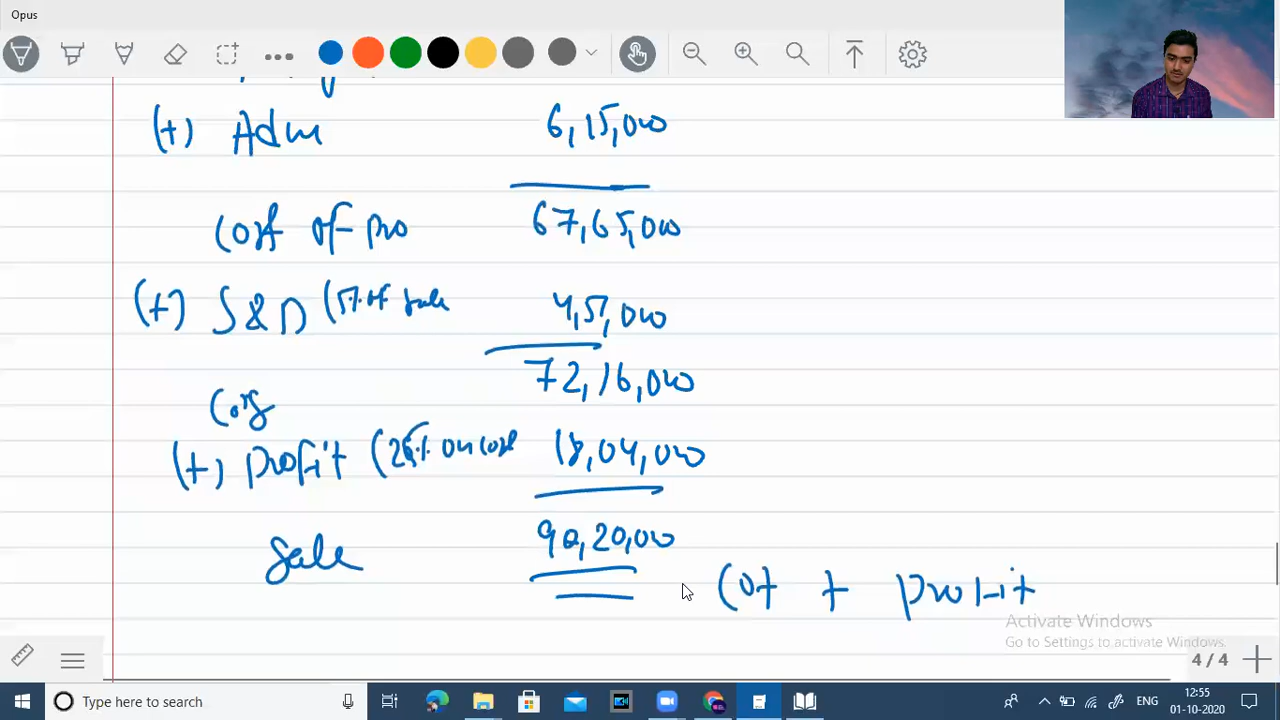 Opus
(+) Adm 6,15,000
Cost of pro 67,65,000
(+) S&D (5% of sale 4,51,000
72,16,000
Cos
(+) Profit (25% on cost 18,04,000
Sale 90,20,000
Cost + profit
Activate Windows
Go to Settings to activate Windows.
4 / 4
Type here to search
ENG
12:55
01-10-2020